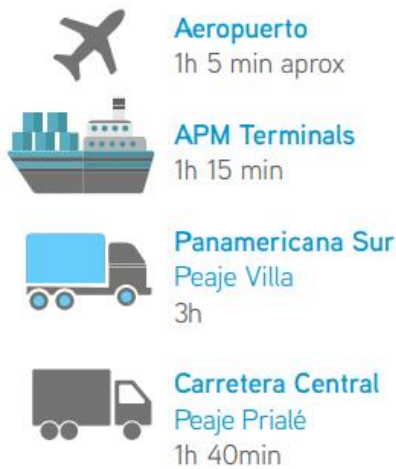 Aeropuerto
1h 5 min aprox
APM Terminals
1h 15 min
Panamericana Sur
Peaje Villa
3h
Carretera Central
Peaje Prialé
1h 40min